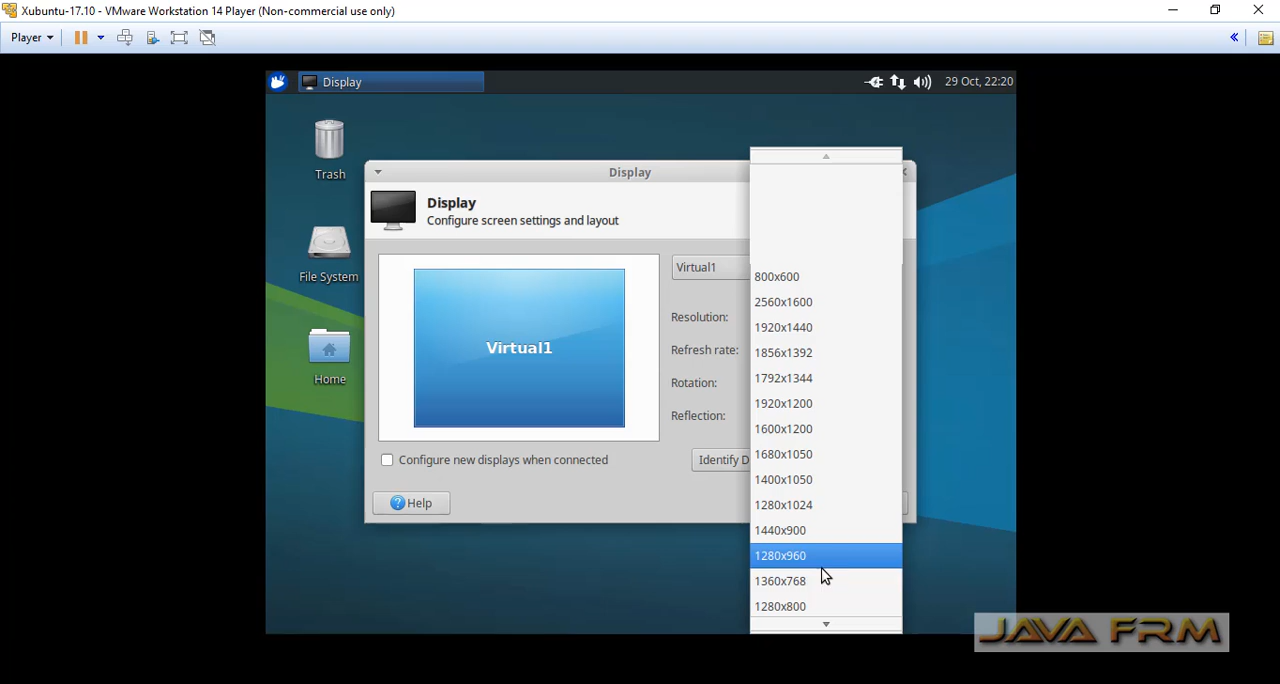 Xubuntu-17.10 - VMware Workstation 14 Player (Non-commercial use only)
Player
Display
29 Oct, 22:20
Trash
File System
Home
Display
Display
Configure screen settings and layout
Virtual1
Virtual1
Resolution:
Refresh rate:
Rotation:
Reflection:
Configure new displays when connected
Identify D
Help
800x600
2560x1600
1920x1440
1856x1392
1792x1344
1920x1200
1600x1200
1680x1050
1400x1050
1280x1024
1440x900
1280x960
1360x768
1280x800
JAVA FRM